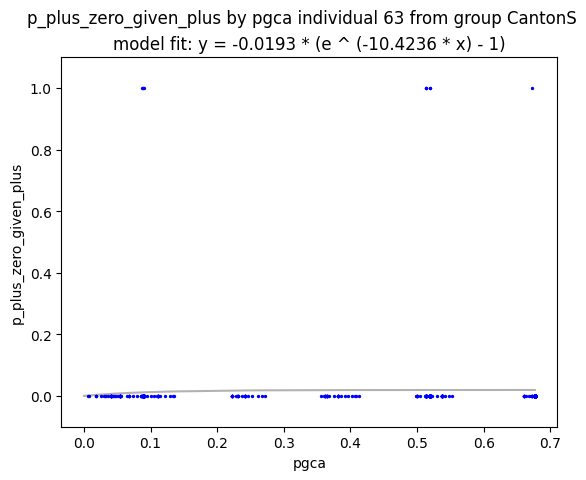 p_plus_zero_given_plus by pgca individual 63 from group CantonS
model fit: y = -0.0193 * (e ^ (-10.4236 * x) - 1)
1.0
0.8
0.6
0.4
0.2
0.0
p_plus_zero_given_plus
0.0 0.1 0.2 0.3 0.4 0.5 0.6 0.7
pgca